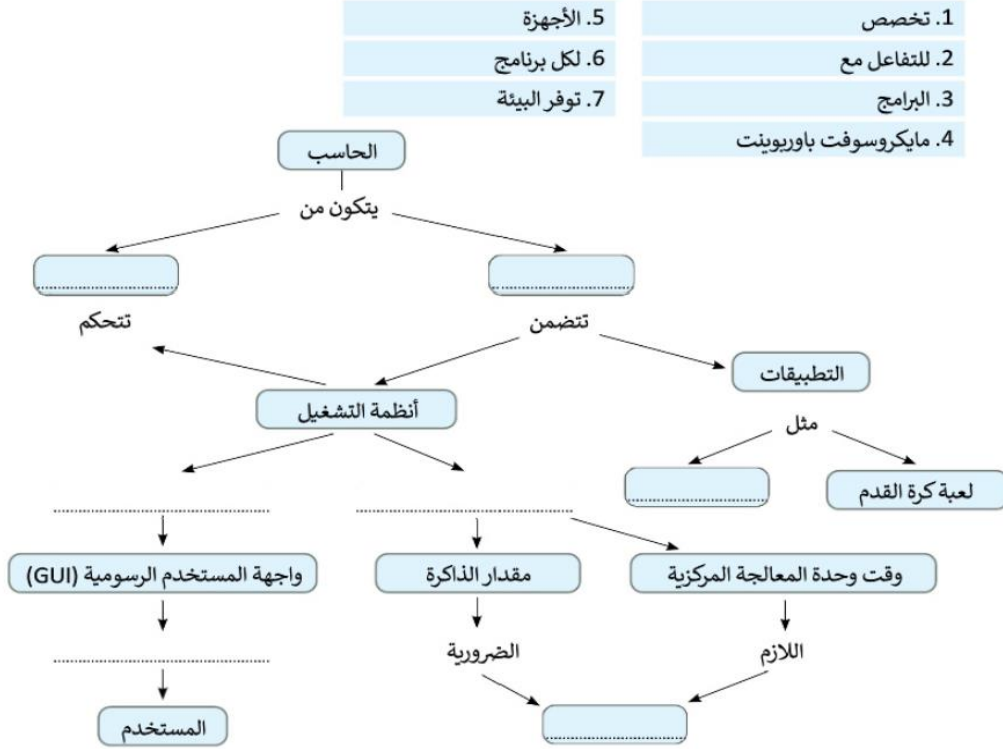 1. تخصص
2. للتفاعل مع
3. البرامج
4. مايكروسوفت باوربوينت
5. الأجهزة
6. لكل برنامج
7. توفر البيئة
الحاسب
يتكون من
تتضمن
تتحكم
التطبيقات
أنظمة التشغيل
مثل
لعبة كرة القدم
وقت وحدة المعالجة المركزية
مقدار الذاكرة
واجهة المستخدم الرسومية (GUI)
اللازم
الضرورية
المستخدم